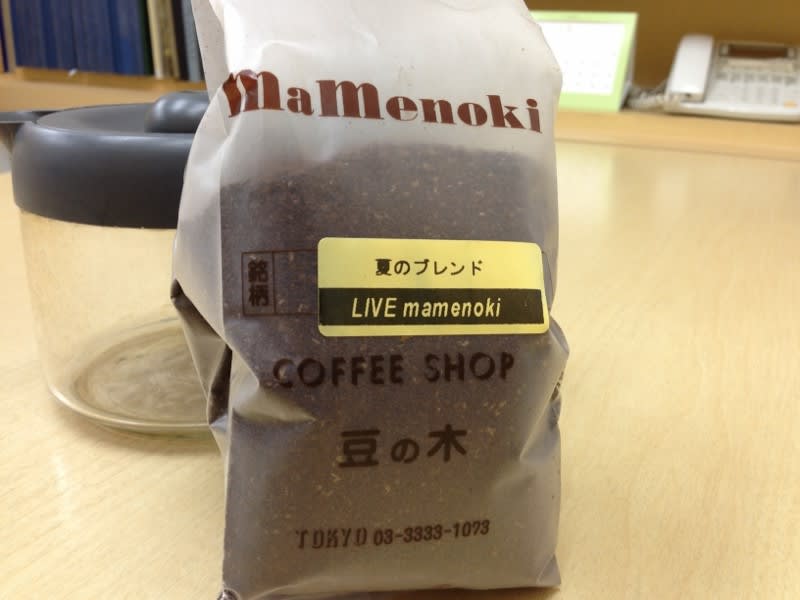 MaMenoki
銘柄
夏のブレンド
LIVE mamenoki
COFFEE SHOP
豆の木
TOKYO 03-3333-1073